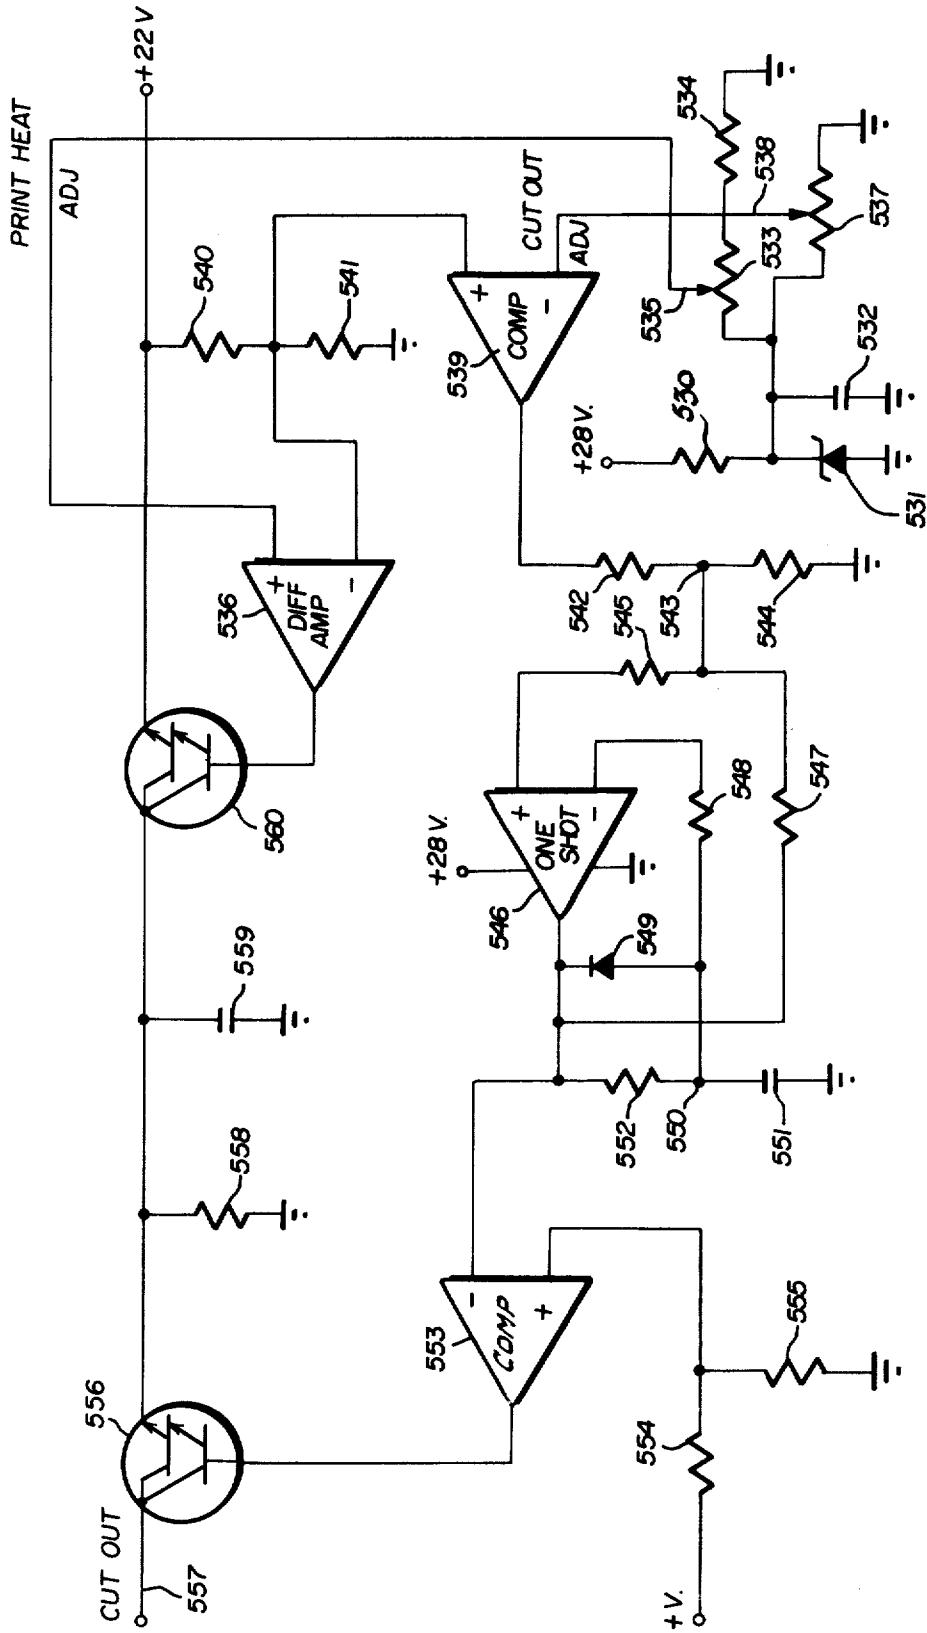 CUT OUT
557
556
558
559
560
+22 V
PRINT HEAT
ADJ
536
+
DIFF
AMP
-
540
541
553
-
COMP
+
546
+28V.
+
ONE
SHOT
-
549
552
550
551
548
547
545
542
543
544
539
+
COMP
-
CUT OUT
ADJ
+28V.
530
531
532
535
533
534
538
537
554
555
+V.